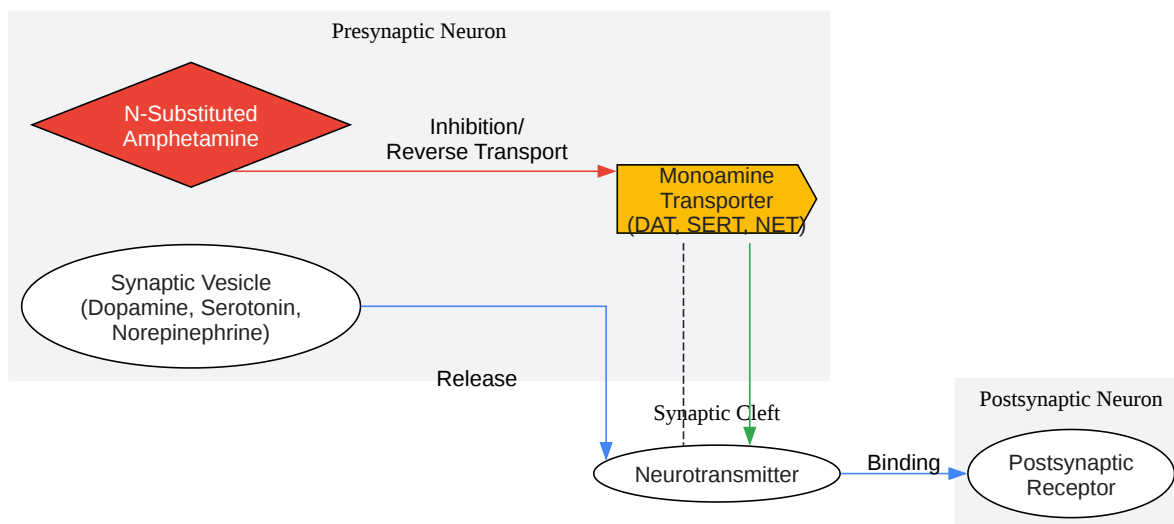 Presynaptic Neuron
N-Substituted
Amphetamine
Inhibition/
Reverse Transport
Monoamine
Transporter
(DAT, SERT, NET)
Synaptic Vesicle
(Dopamine, Serotonin,
Norepinephrine)
Release
Synaptic Cleft
Neurotransmitter
Binding
Postsynaptic Neuron
Postsynaptic
Receptor